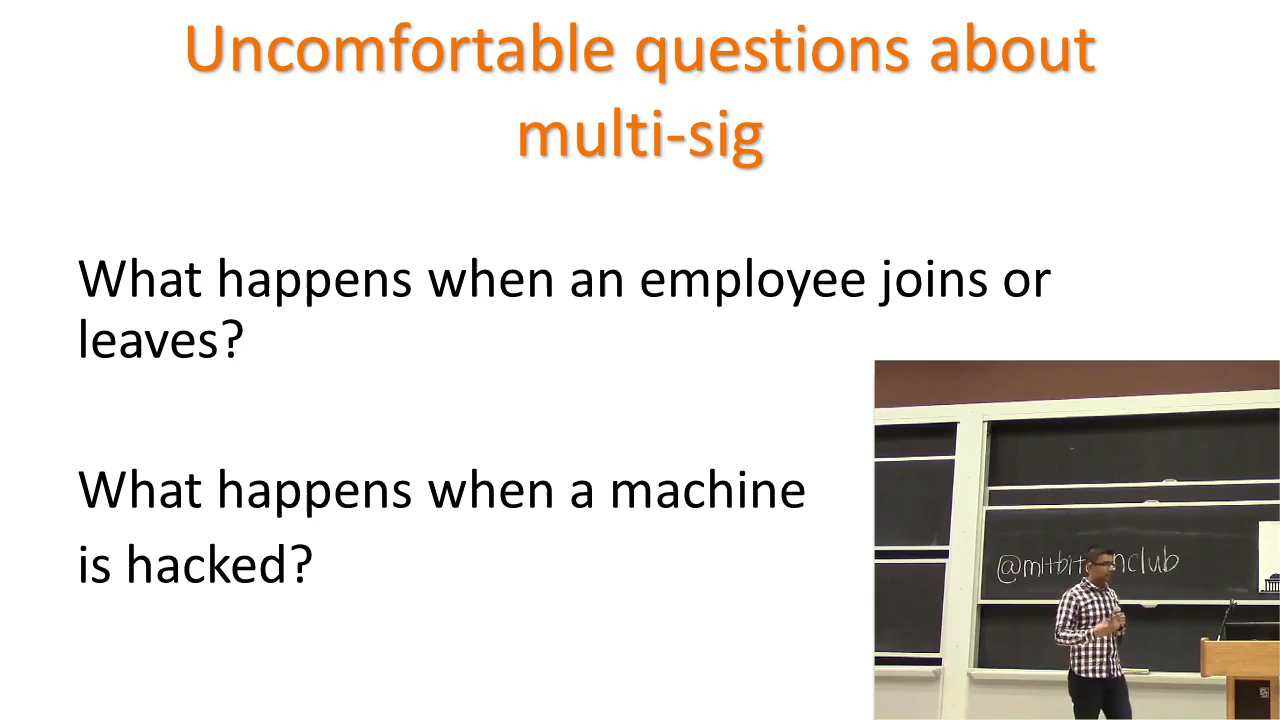 Uncomfortable questions about
multi-sig
What happens when an employee joins or
leaves?
What happens when a machine
is hacked?